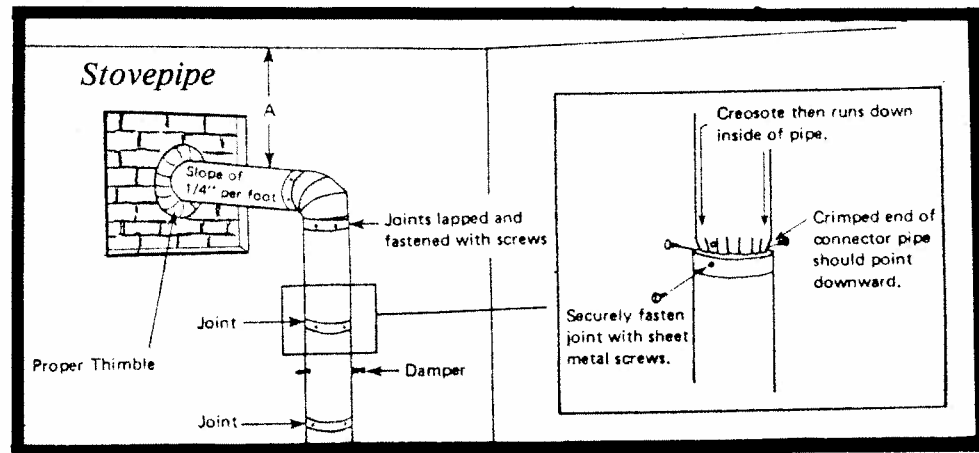 Stovepipe
A
Slope of
1/4" per foot
Joints lapped and
fastened with screws
Joint
Proper Thimble
Damper
Joint
Creosote then runs down
inside of pipe.
Crimped end of
connector pipe
should point
downward.
Securely fasten
joint with sheet
metal screws.